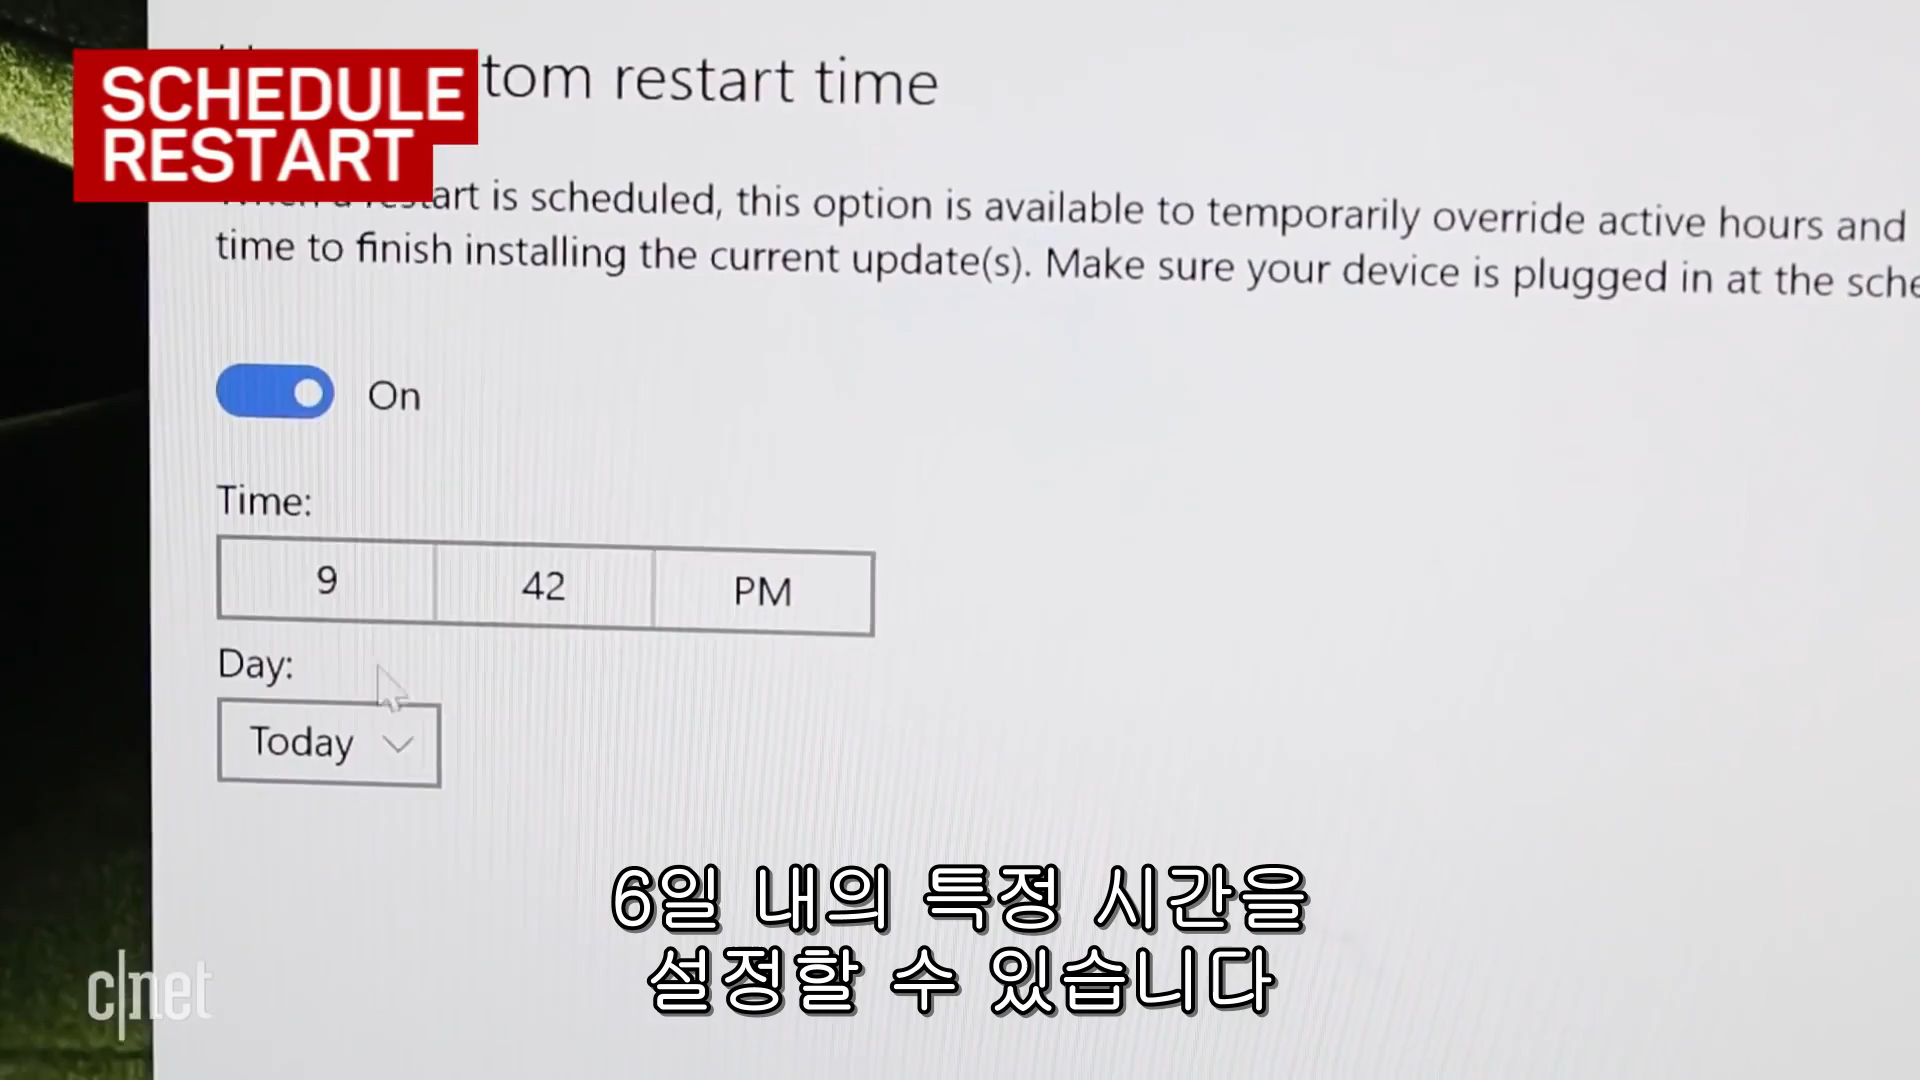 SCHEDULE
RESTART
tom restart time
art is scheduled, this option is available to temporarily override active hours and
time to finish installing the current update(s). Make sure your device is plugged in at the sche
On
Time:
9 42 PM
Day:
Today
6일 내의 특정 시간을
설정할 수 있습니다
c|net